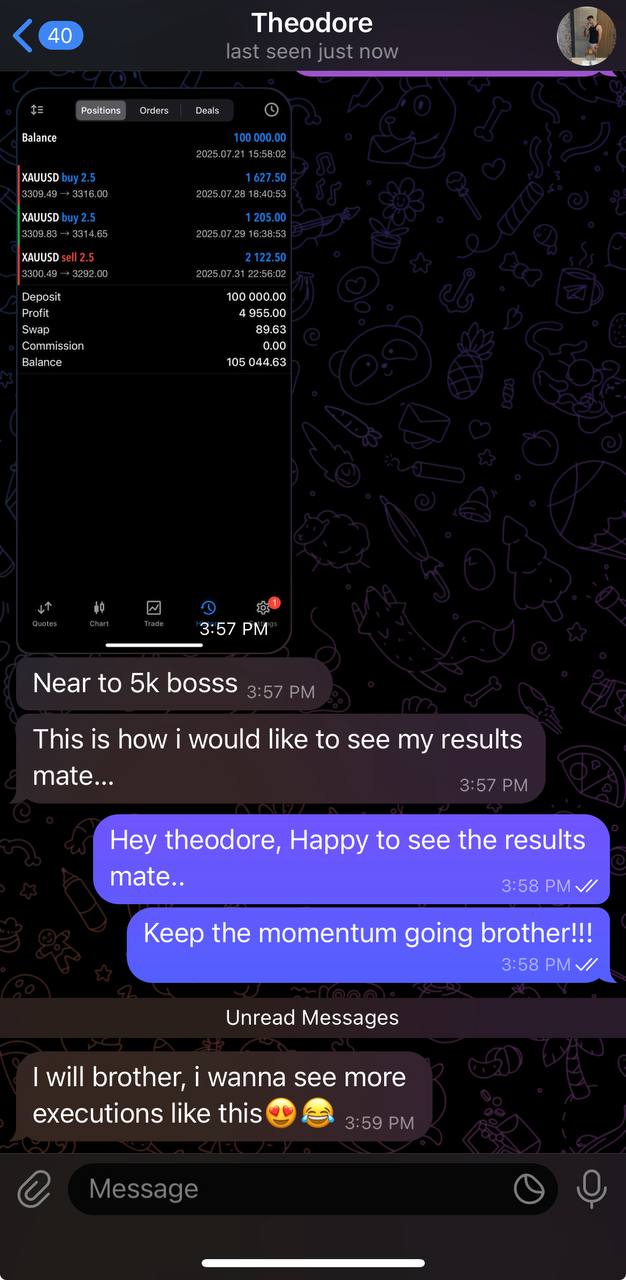 40
Theodore
last seen just now
Positions Orders Deals
Balance 100 000.00
2025.07.21 15:58:02
XAUUSD buy 2.5 1 627.50
3309.49 → 3316.00 2025.07.28 18:40:53
XAUUSD buy 2.5 1 205.00
3309.83 → 3314.65 2025.07.29 16:38:53
XAUUSD sell 2.5 2 122.50
3300.49 → 3292.00 2025.07.31 22:56:02
Deposit 100 000.00
Profit 4 955.00
Swap 89.63
Commission 0.00
Balance 105 044.63
1
Quotes Chart Trade
3:57 PM
Near to 5k bosss 3:57 PM
This is how i would like to see my results
mate... 3:57 PM
Hey theodore, Happy to see the results
mate.. 3:58 PM
Keep the momentum going brother!!!
3:58 PM
Unread Messages
I will brother, i wanna see more
executions like this😍😂 3:59 PM
Message